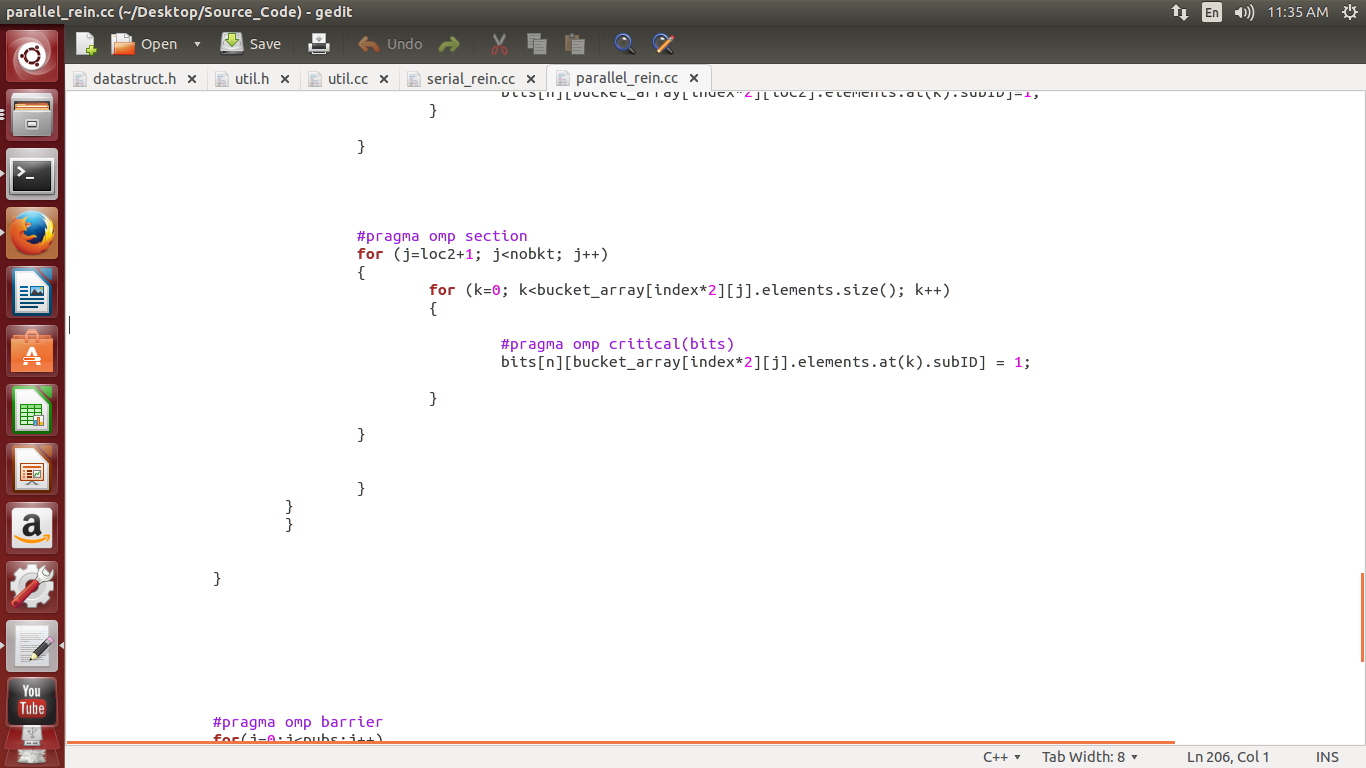 parallel_rein.cc (~/Desktop/Source_Code) - gedit
En
11:35 AM
Open
Save
Undo
datastruct.h
util.h
util.cc
serial_rein.cc
parallel_rein.cc
bits[n][bucket_array[index*2][loc2].elements.at(k).subID]=1;
}
}
#pragma omp section
for (j=loc2+1; j<nobkt; j++)
{
for (k=0; k<bucket_array[index*2][j].elements.size(); k++)
{
#pragma omp critical(bits)
bits[n][bucket_array[index*2][j].elements.at(k).subID] = 1;
}
}
}
}
}
}
#pragma omp barrier
for(j=0;j<pubs;j++)
You
Tube
C++
Tab Width: 8
Ln 206, Col 1
INS